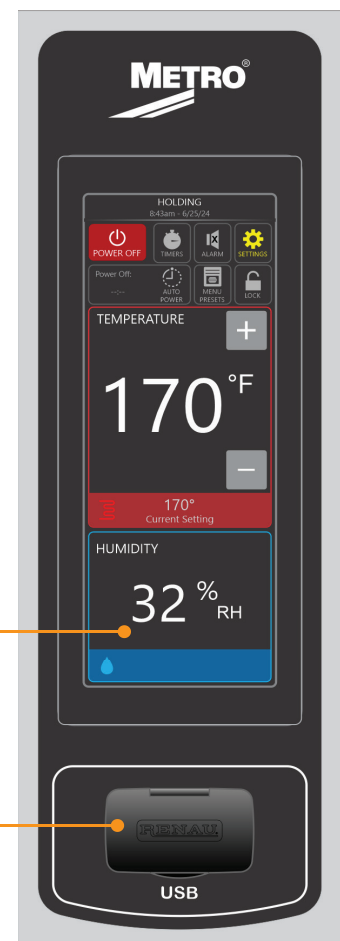 METRO®
HOLDING
8:43am - 6/25/24
POWER OFF
TIMERS
ALARM
SETTINGS
Power Off:
--:--
AUTO POWER
MENU PRESETS
LOCK
TEMPERATURE
+
170°F
−
170°
Current Setting
HUMIDITY
32 % RH
RENAU
USB